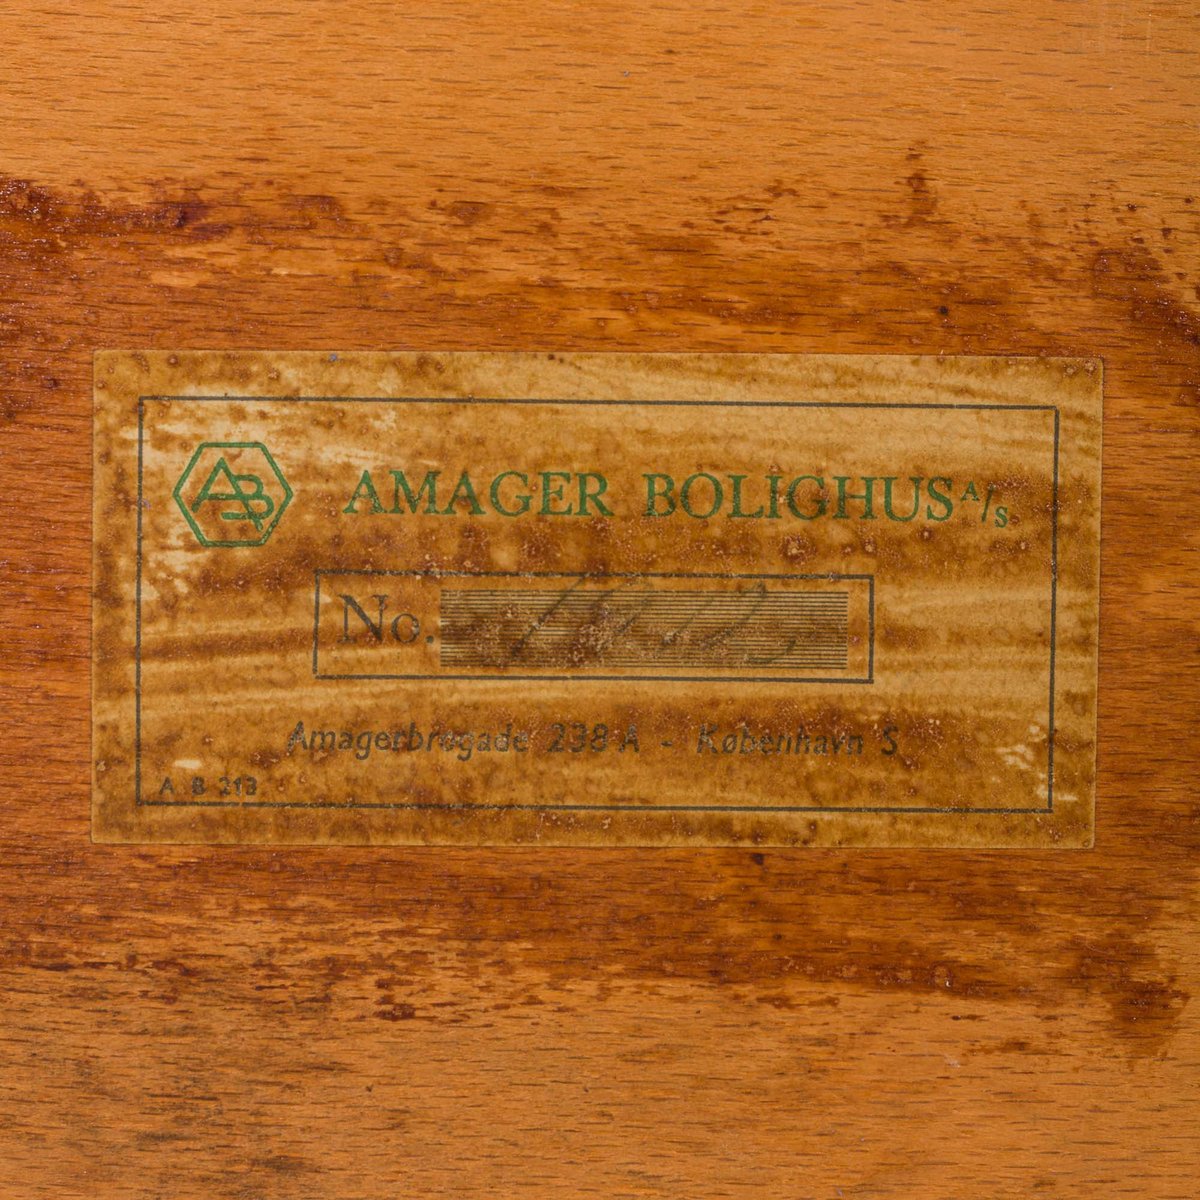 AB
AMAGER BOLIGHUS A/S
No.
Amagerbrogade 238 A - København S
A. B 213